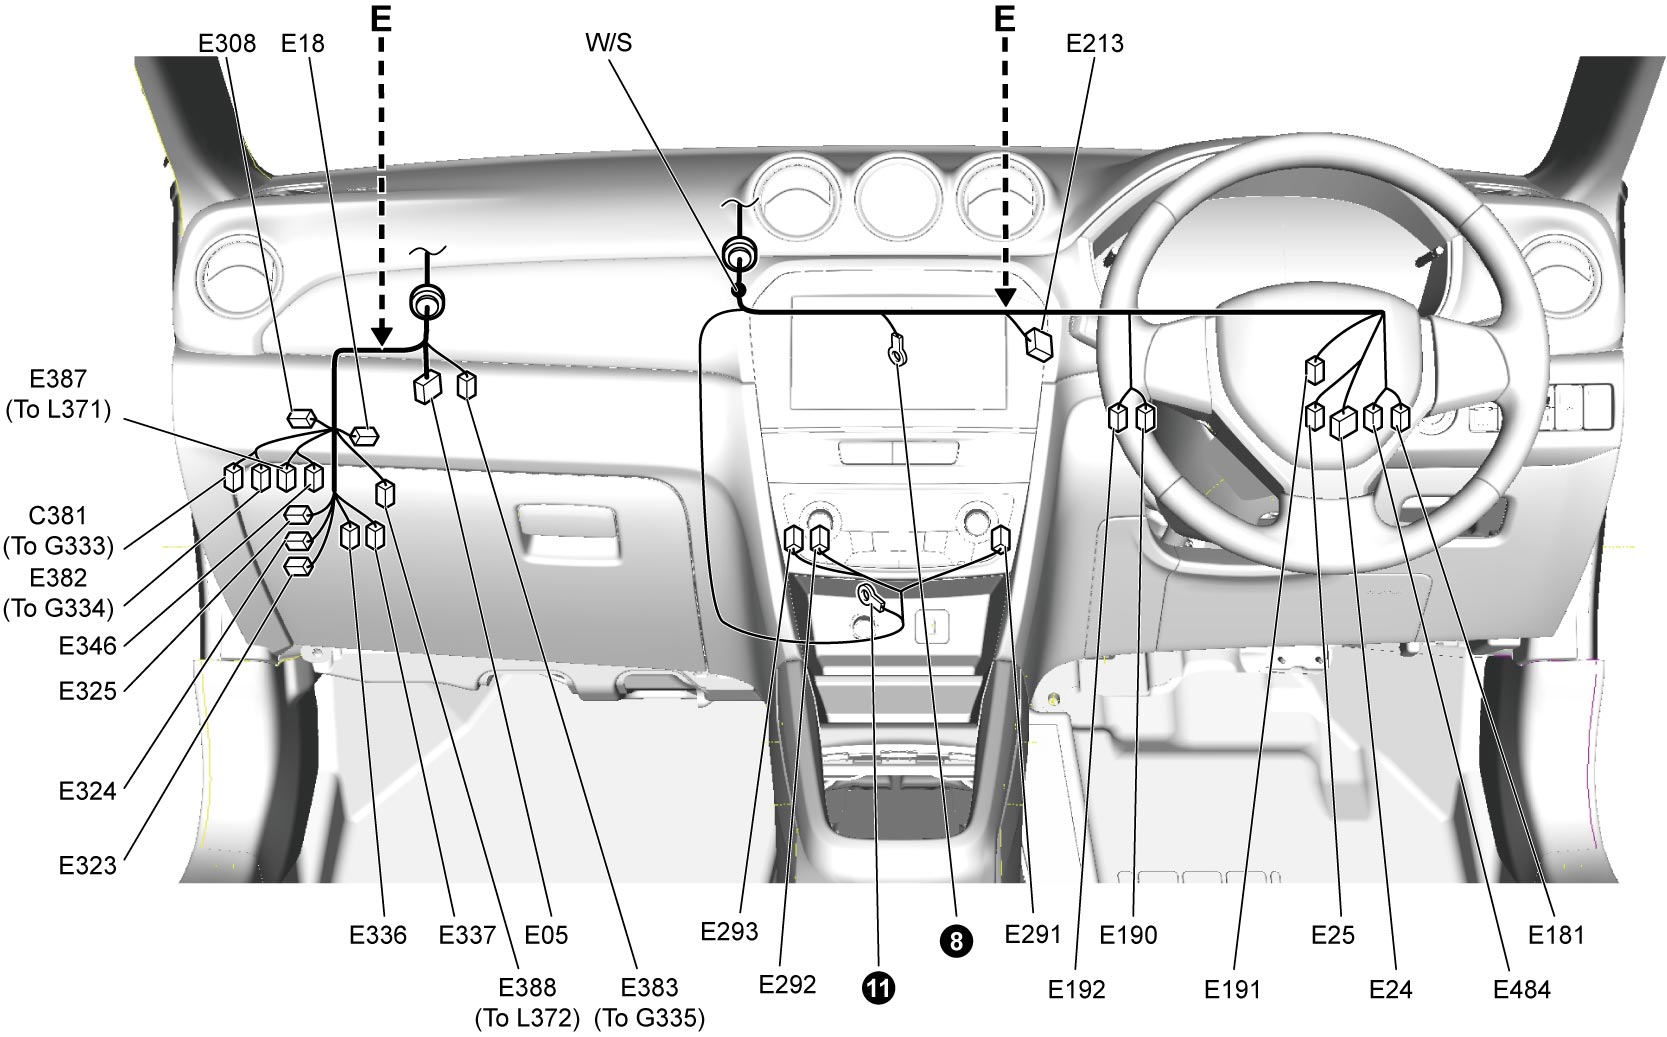 E
E
E308
E18
W/S
E213
E387
(To L371)
C381
(To G333)
E382
(To G334)
E346
E325
E324
E323
E336
E337
E05
E293
8
E291
E190
E25
E181
E388
(To L372)
E383
(To G335)
E292
11
E192
E191
E24
E484